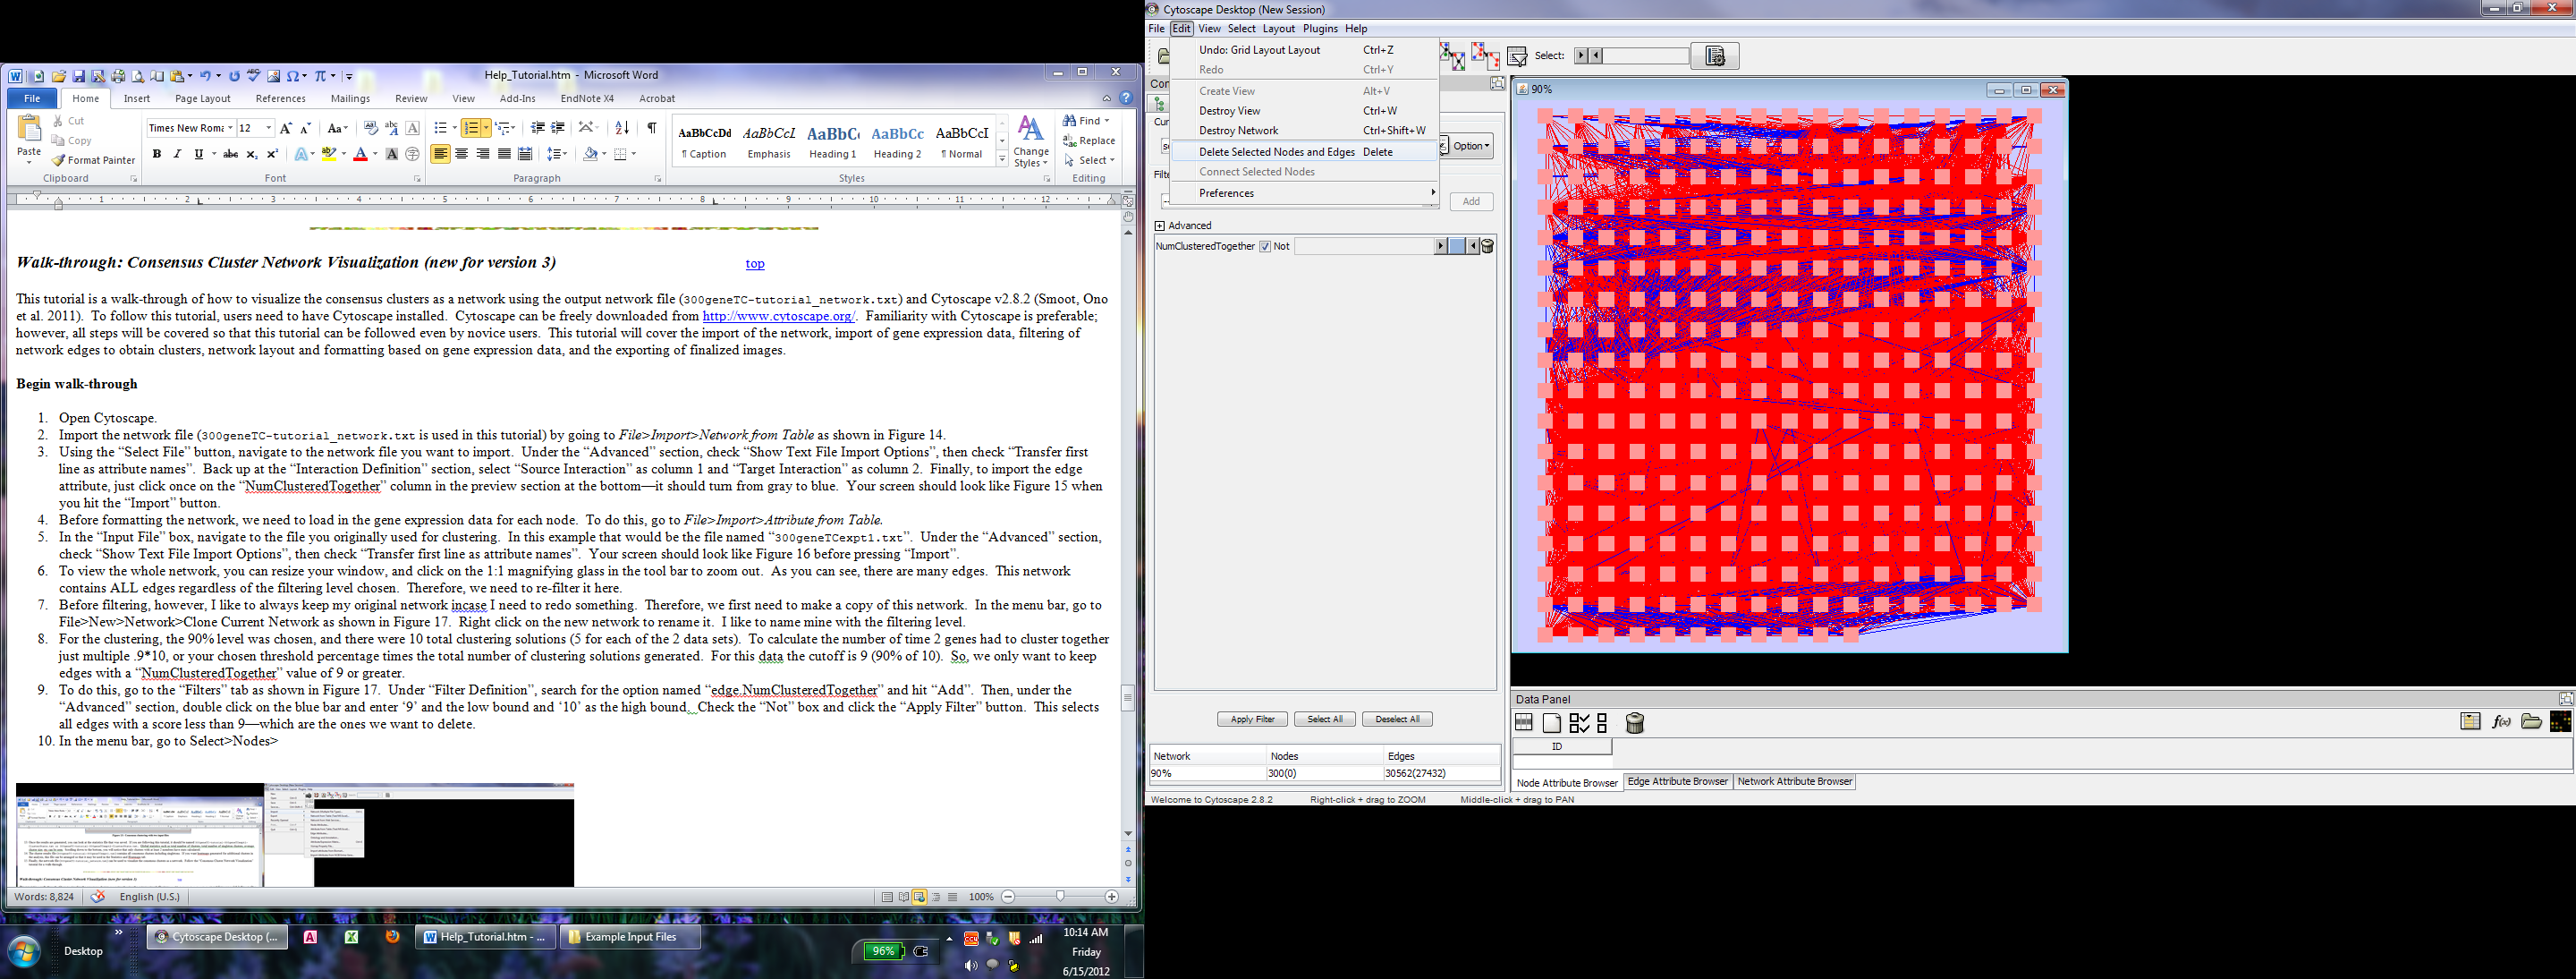 Help_Tutorial.htm - Microsoft Word
File Home Insert Page Layout References Mailings Review View Add-Ins EndNote X4 Acrobat
Paste
Cut
Copy
Format Painter
Times New Roma 12
AaBbCcDd AaBbCcL AaBbC AaBbCc AaBbCcI
¶ Caption Emphasis Heading 1 Heading 2 ¶ Normal
Change Styles
Find
Replace
Select
Clipboard Font Paragraph Styles Editing
1 2 3 4 5 6 7 8 9 10 11 12
Walk-through: Consensus Cluster Network Visualization (new for version 3) top
This tutorial is a walk-through of how to visualize the consensus clusters as a network using the output network file (300geneTC-tutorial_network.txt) and Cytoscape v2.8.2 (Smoot, Ono
et al. 2011). To follow this tutorial, users need to have Cytoscape installed. Cytoscape can be freely downloaded from http://www.cytoscape.org/. Familiarity with Cytoscape is preferable;
however, all steps will be covered so that this tutorial can be followed even by novice users. This tutorial will cover the import of the network, import of gene expression data, filtering of
network edges to obtain clusters, network layout and formatting based on gene expression data, and the exporting of finalized images.
Begin walk-through
1. Open Cytoscape.
2. Import the network file (300geneTC-tutorial_network.txt is used in this tutorial) by going to File>Import>Network from Table as shown in Figure 14.
3. Using the “Select File” button, navigate to the network file you want to import. Under the “Advanced” section, check “Show Text File Import Options”, then check “Transfer first
line as attribute names”. Back up at the “Interaction Definition” section, select “Source Interaction” as column 1 and “Target Interaction” as column 2. Finally, to import the edge
attribute, just click once on the “NumClusteredTogether” column in the preview section at the bottom—it should turn from gray to blue. Your screen should look like Figure 15 when
you hit the “Import” button.
4. Before formatting the network, we need to load in the gene expression data for each node. To do this, go to File>Import>Attribute from Table.
5. In the “Input File” box, navigate to the file you originally used for clustering. In this example that would be the file named “300geneTCexpt1.txt”. Under the “Advanced” section,
check “Show Text File Import Options”, then check “Transfer first line as attribute names”. Your screen should look like Figure 16 before pressing “Import”.
6. To view the whole network, you can resize your window, and click on the 1:1 magnifying glass in the tool bar to zoom out. As you can see, there are many edges. This network
contains ALL edges regardless of the filtering level chosen. Therefore, we need to re-filter it here.
7. Before filtering, however, I like to always keep my original network incase I need to redo something. Therefore, we first need to make a copy of this network. In the menu bar, go to
File>New>Network>Clone Current Network as shown in Figure 17. Right click on the new network to rename it. I like to name mine with the filtering level.
8. For the clustering, the 90% level was chosen, and there were 10 total clustering solutions (5 for each of the 2 data sets). To calculate the number of time 2 genes had to cluster together
just multiple .9*10, or your chosen threshold percentage times the total number of clustering solutions generated. For this data the cutoff is 9 (90% of 10). So, we only want to keep
edges with a “NumClusteredTogether” value of 9 or greater.
9. To do this, go to the “Filters” tab as shown in Figure 17. Under “Filter Definition”, search for the option named “edge.NumClusteredTogether” and hit “Add”. Then, under the
“Advanced” section, double click on the blue bar and enter ‘9’ and the low bound and ‘10’ as the high bound. Check the “Not” box and click the “Apply Filter” button. This selects
all edges with a score less than 9—which are the ones we want to delete.
10. In the menu bar, go to Select>Nodes>
Words: 8,824 English (U.S.) 100%
Desktop
Cytoscape Desktop (... Help_Tutorial.htm - ... Example Input Files
96%
10:14 AM
Friday
6/15/2012
Cytoscape Desktop (New Session)
File Edit View Select Layout Plugins Help
Undo: Grid Layout Layout Ctrl+Z
Redo Ctrl+Y
Create View Alt+V
Destroy View Ctrl+W
Destroy Network Ctrl+Shift+W
Delete Selected Nodes and Edges Delete
Connect Selected Nodes
Preferences
Select:
Option
Add
Advanced
NumClusteredTogether Not
Apply Filter Select All Deselect All
Network Nodes Edges
90% 300(0) 30562(27432)
Welcome to Cytoscape 2.8.2 Right-click + drag to ZOOM Middle-click + drag to PAN
90%
Data Panel
f(x)
ID
Node Attribute Browser Edge Attribute Browser Network Attribute Browser